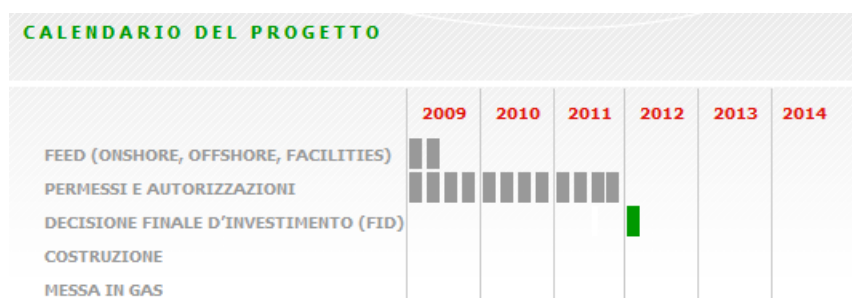 CALENDARIO DEL PROGETTO
2009 2010 2011 2012 2013 2014
FEED (ONSHORE, OFFSHORE, FACILITIES)
PERMESSI E AUTORIZZAZIONI
DECISIONE FINALE D'INVESTIMENTO (FID)
COSTRUZIONE
MESSA IN GAS